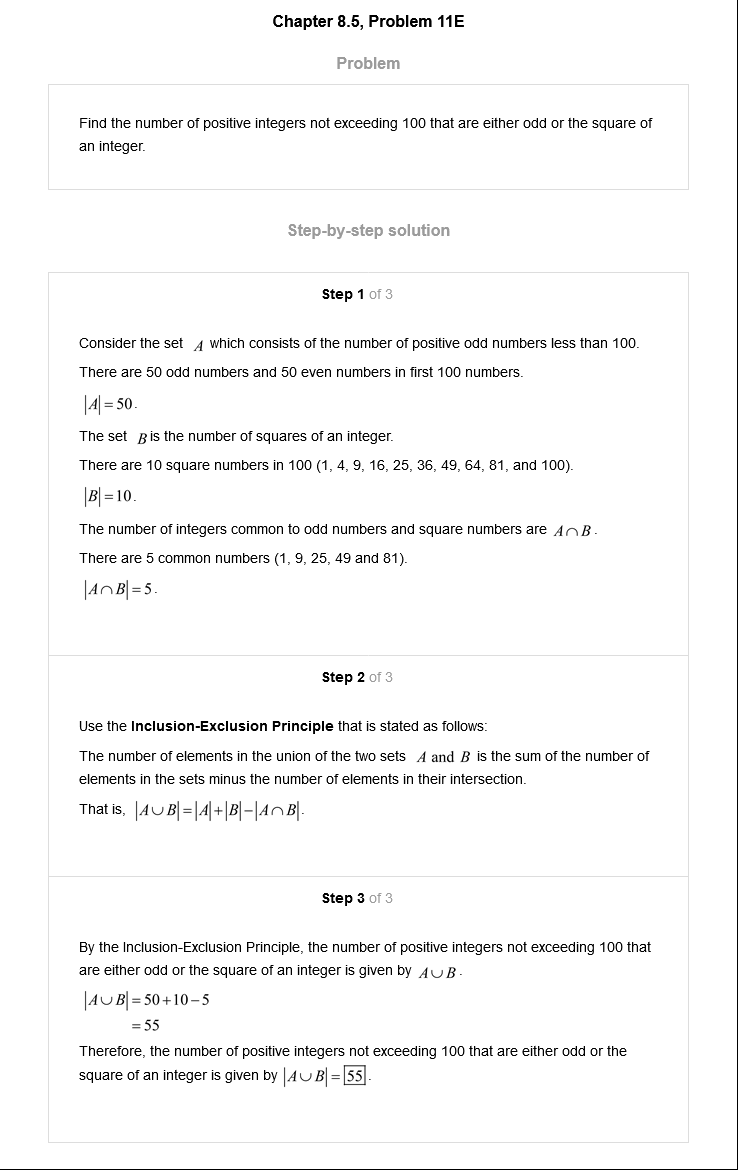 Chapter 8.5, Problem 11E
Problem
Find the number of positive integers not exceeding 100 that are either odd or the square of
an integer.
Step-by-step solution
Step 1 of 3
Consider the set A which consists of the number of positive odd numbers less than 100.
There are 50 odd numbers and 50 even numbers in first 100 numbers.
|A| = 50.
The set B is the number of squares of an integer.
There are 10 square numbers in 100 (1, 4, 9, 16, 25, 36, 49, 64, 81, and 100).
|B| = 10.
The number of integers common to odd numbers and square numbers are A∩B.
There are 5 common numbers (1, 9, 25, 49 and 81).
|A∩B| = 5.
Step 2 of 3
Use the Inclusion-Exclusion Principle that is stated as follows:
The number of elements in the union of the two sets A and B is the sum of the number of
elements in the sets minus the number of elements in their intersection.
That is, |A∪B| = |A|+|B|−|A∩B|.
Step 3 of 3
By the Inclusion-Exclusion Principle, the number of positive integers not exceeding 100 that
are either odd or the square of an integer is given by A∪B.
|A∪B| = 50+10−5
= 55
Therefore, the number of positive integers not exceeding 100 that are either odd or the
square of an integer is given by |A∪B| = 55.